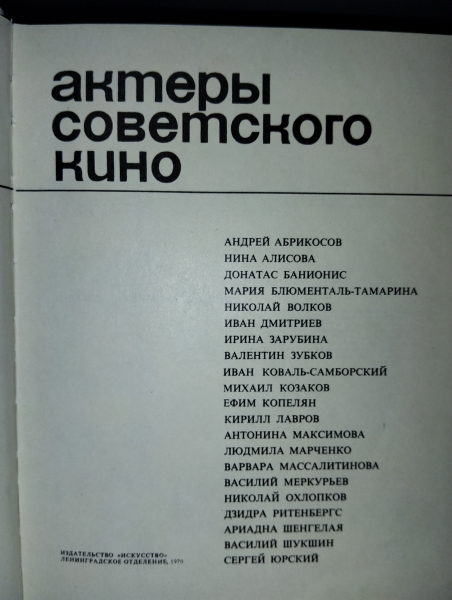 актеры
советского
кино
АНДРЕЙ АБРИКОСОВ
НИНА АЛИСОВА
ДОНАТАС БАНИОНИС
МАРИЯ БЛЮМЕНТАЛЬ-ТАМАРИНА
НИКОЛАЙ ВОЛКОВ
ИВАН ДМИТРИЕВ
ИРИНА ЗАРУБИНА
ВАЛЕНТИН ЗУБКОВ
ИВАН КОВАЛЬ-САМБОРСКИЙ
МИХАИЛ КОЗАКОВ
ЕФИМ КОПЕЛЯН
КИРИЛЛ ЛАВРОВ
АНТОНИНА МАКСИМОВА
ЛЮДМИЛА МАРЧЕНКО
ВАРВАРА МАССАЛИТИНОВА
ВАСИЛИЙ МЕРКУРЬЕВ
НИКОЛАЙ ОХЛОПКОВ
ДЗИДРА РИТЕНБЕРГС
АРИАДНА ШЕНГЕЛАЯ
ВАСИЛИЙ ШУКШИН
СЕРГЕЙ ЮРСКИЙ
ИЗДАТЕЛЬСТВО «ИСКУССТВО»
ЛЕНИНГРАДСКОЕ ОТДЕЛЕНИЕ, 1970